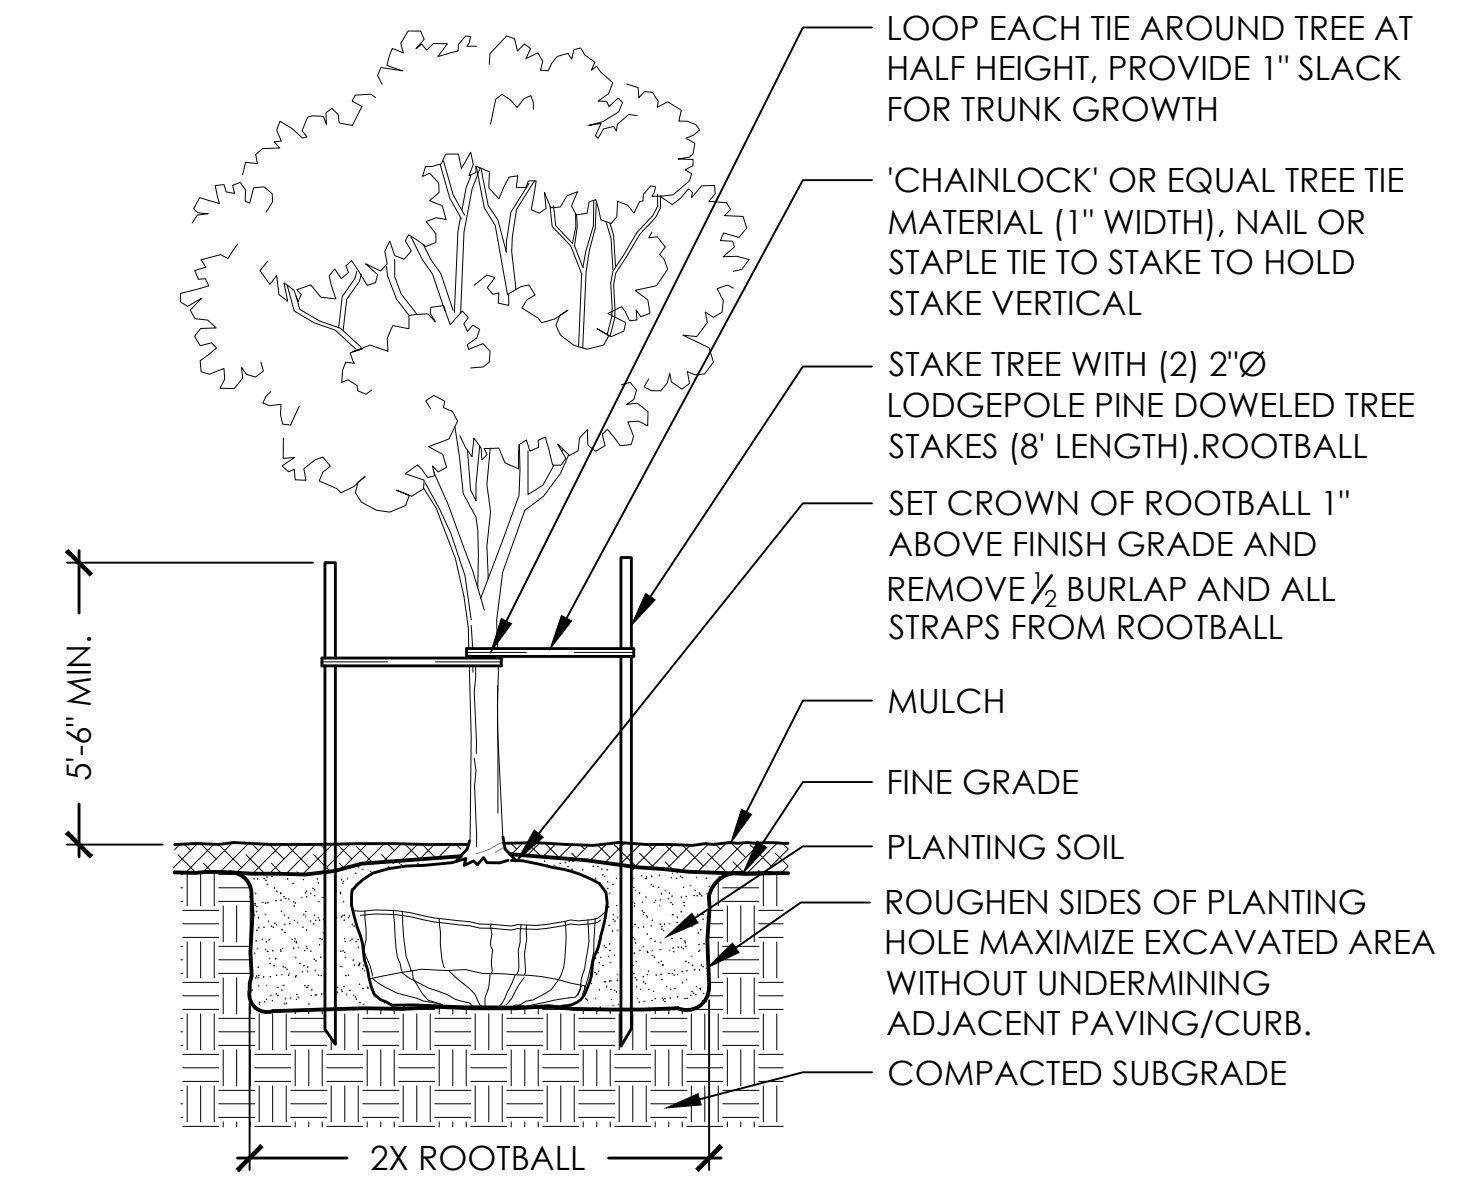 LOOP EACH TIE AROUND TREE AT
HALF HEIGHT, PROVIDE 1" SLACK
FOR TRUNK GROWTH
'CHAINLOCK' OR EQUAL TREE TIE
MATERIAL (1" WIDTH), NAIL OR
STAPLE TIE TO STAKE TO HOLD
STAKE VERTICAL
STAKE TREE WITH (2) 2"Ø
LODGEPOLE PINE DOWELED TREE
STAKES (8' LENGTH).ROOTBALL
SET CROWN OF ROOTBALL 1"
ABOVE FINISH GRADE AND
REMOVE ½ BURLAP AND ALL
STRAPS FROM ROOTBALL
5'-6" MIN.
MULCH
FINE GRADE
PLANTING SOIL
ROUGHEN SIDES OF PLANTING
HOLE MAXIMIZE EXCAVATED AREA
WITHOUT UNDERMINING
ADJACENT PAVING/CURB.
COMPACTED SUBGRADE
2X ROOTBALL